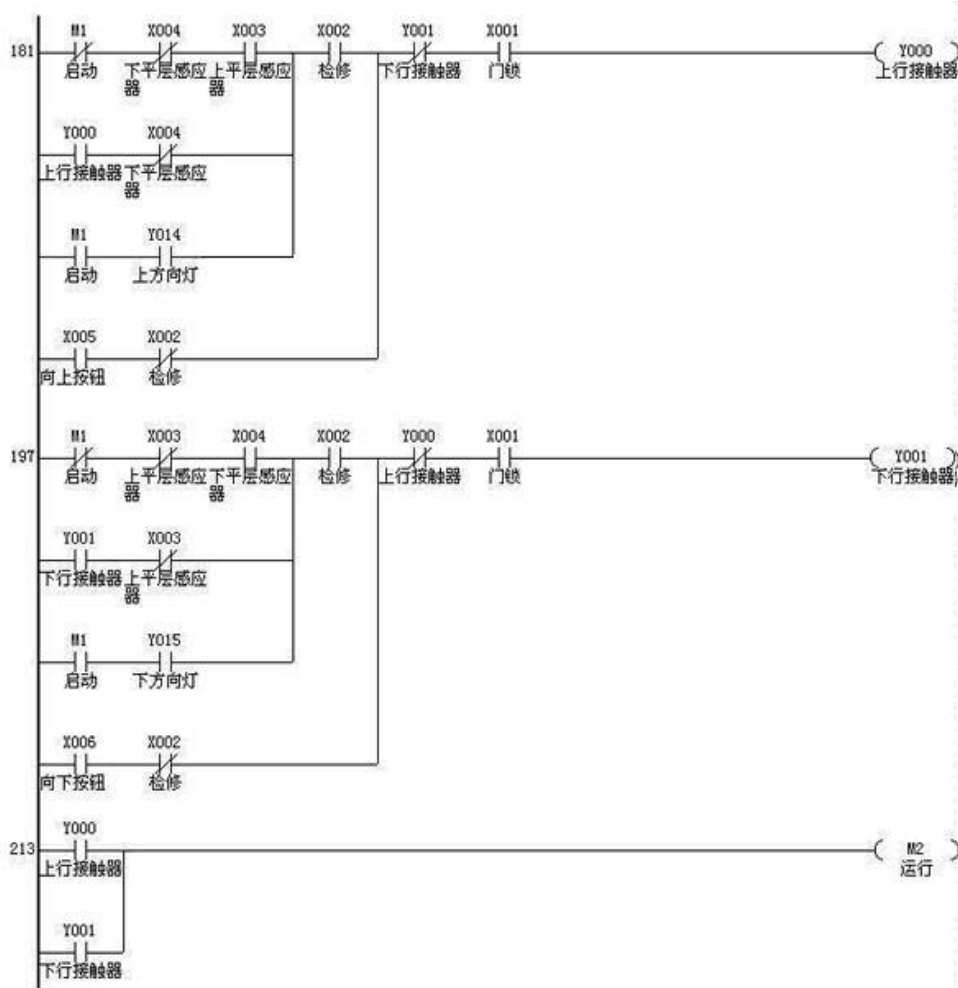 M1 X004 X003 X002 Y001 X001
181 Y000
启动 下平层感应器 上平层感应器 检修 下行接触器 门锁 上行接触器
Y000 X004
上行接触器 下平层感应器
M1 Y014
启动 上方向灯
X005 X002
向上按钮 检修
M1 X003 X004 X002 Y000 X001
197 Y001
启动 上平层感应器 下平层感应器 检修 上行接触器 门锁 下行接触器
Y001 X003
下行接触器 上平层感应器
M1 Y015
启动 下方向灯
X006 X002
向下按钮 检修
Y000
213 M2
上行接触器 运行
Y001
下行接触器